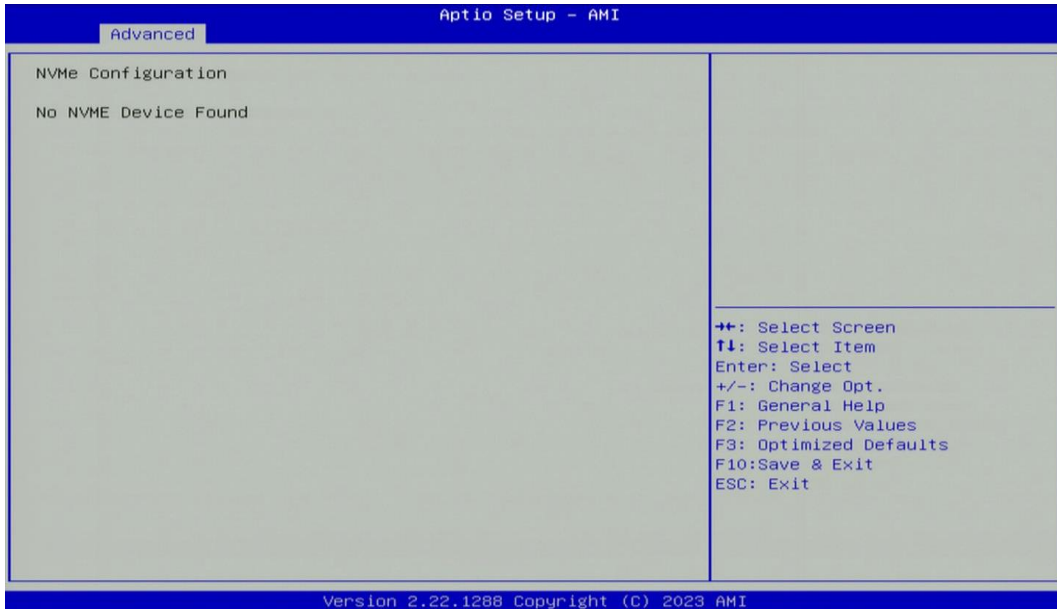 Aptio Setup – AMI
Advanced
NVMe Configuration
No NVME Device Found
→←: Select Screen
↑↓: Select Item
Enter: Select
+/-: Change Opt.
F1: General Help
F2: Previous Values
F3: Optimized Defaults
F10:Save & Exit
ESC: Exit
Version 2.22.1288 Copyright (C) 2023 AMI